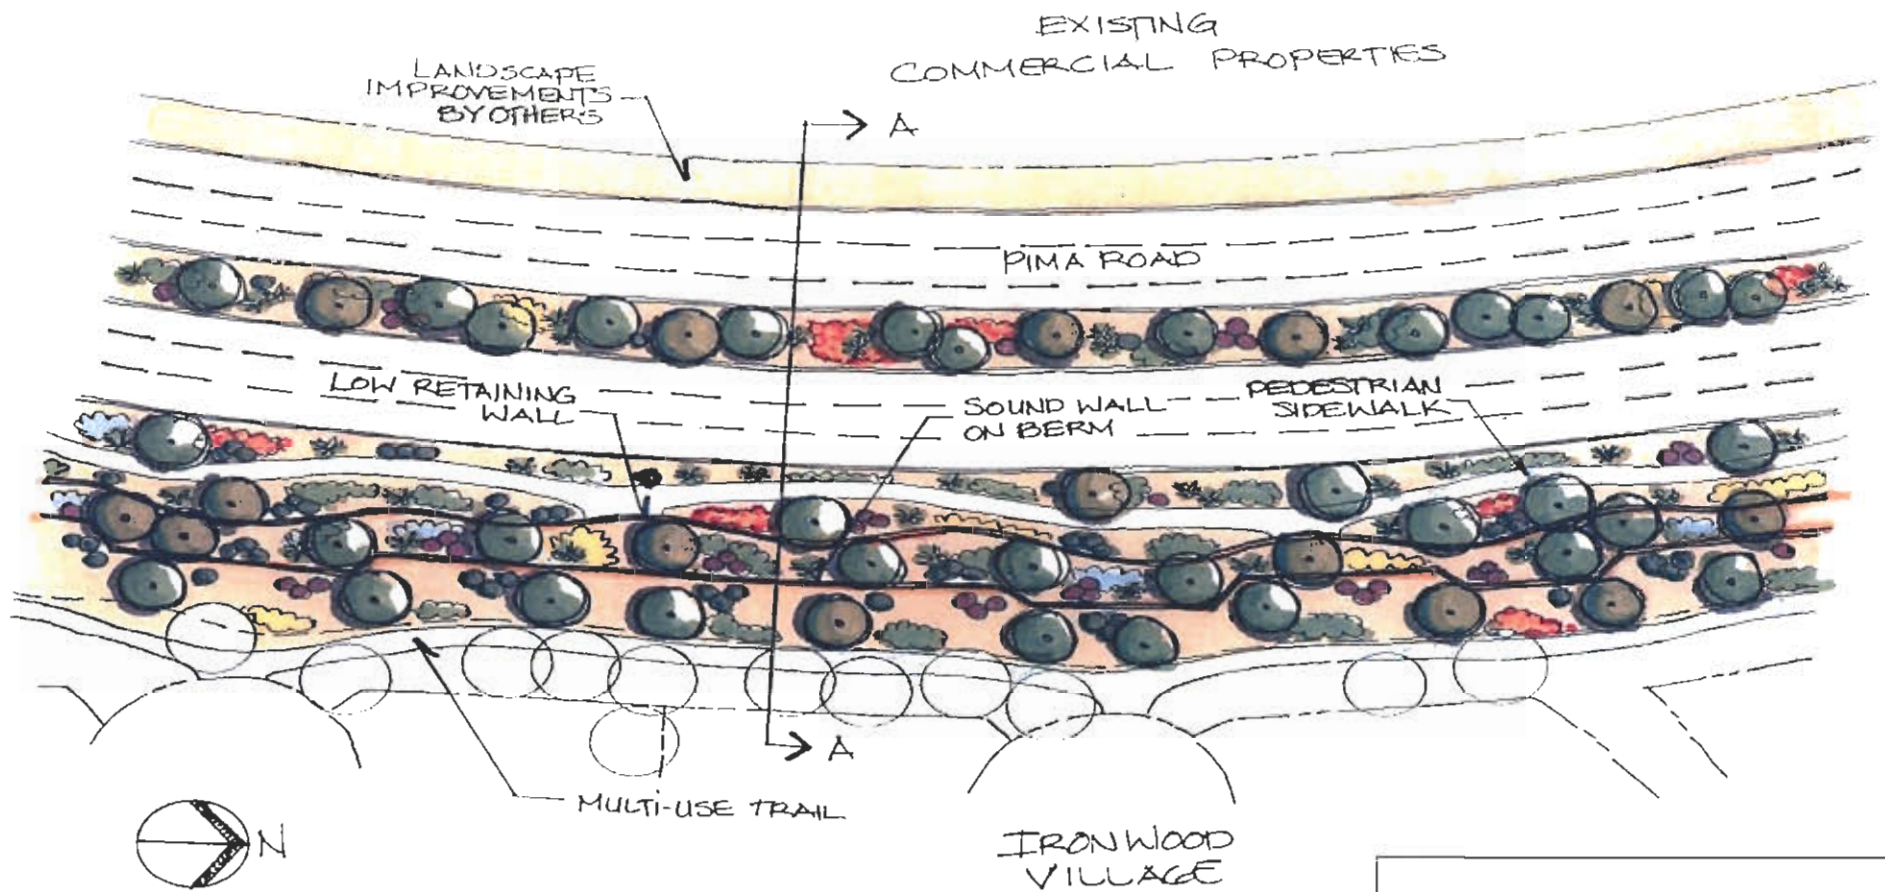 EXISTING
COMMERCIAL PROPERTIES
LANDSCAPE
IMPROVEMENTS
BY OTHERS
A
PIMA ROAD
LOW RETAINING
WALL
SOUND WALL
ON BERM
PEDESTRIAN
SIDEWALK
A
MULTI-USE TRAIL
N
IRONWOOD
VILLAGE